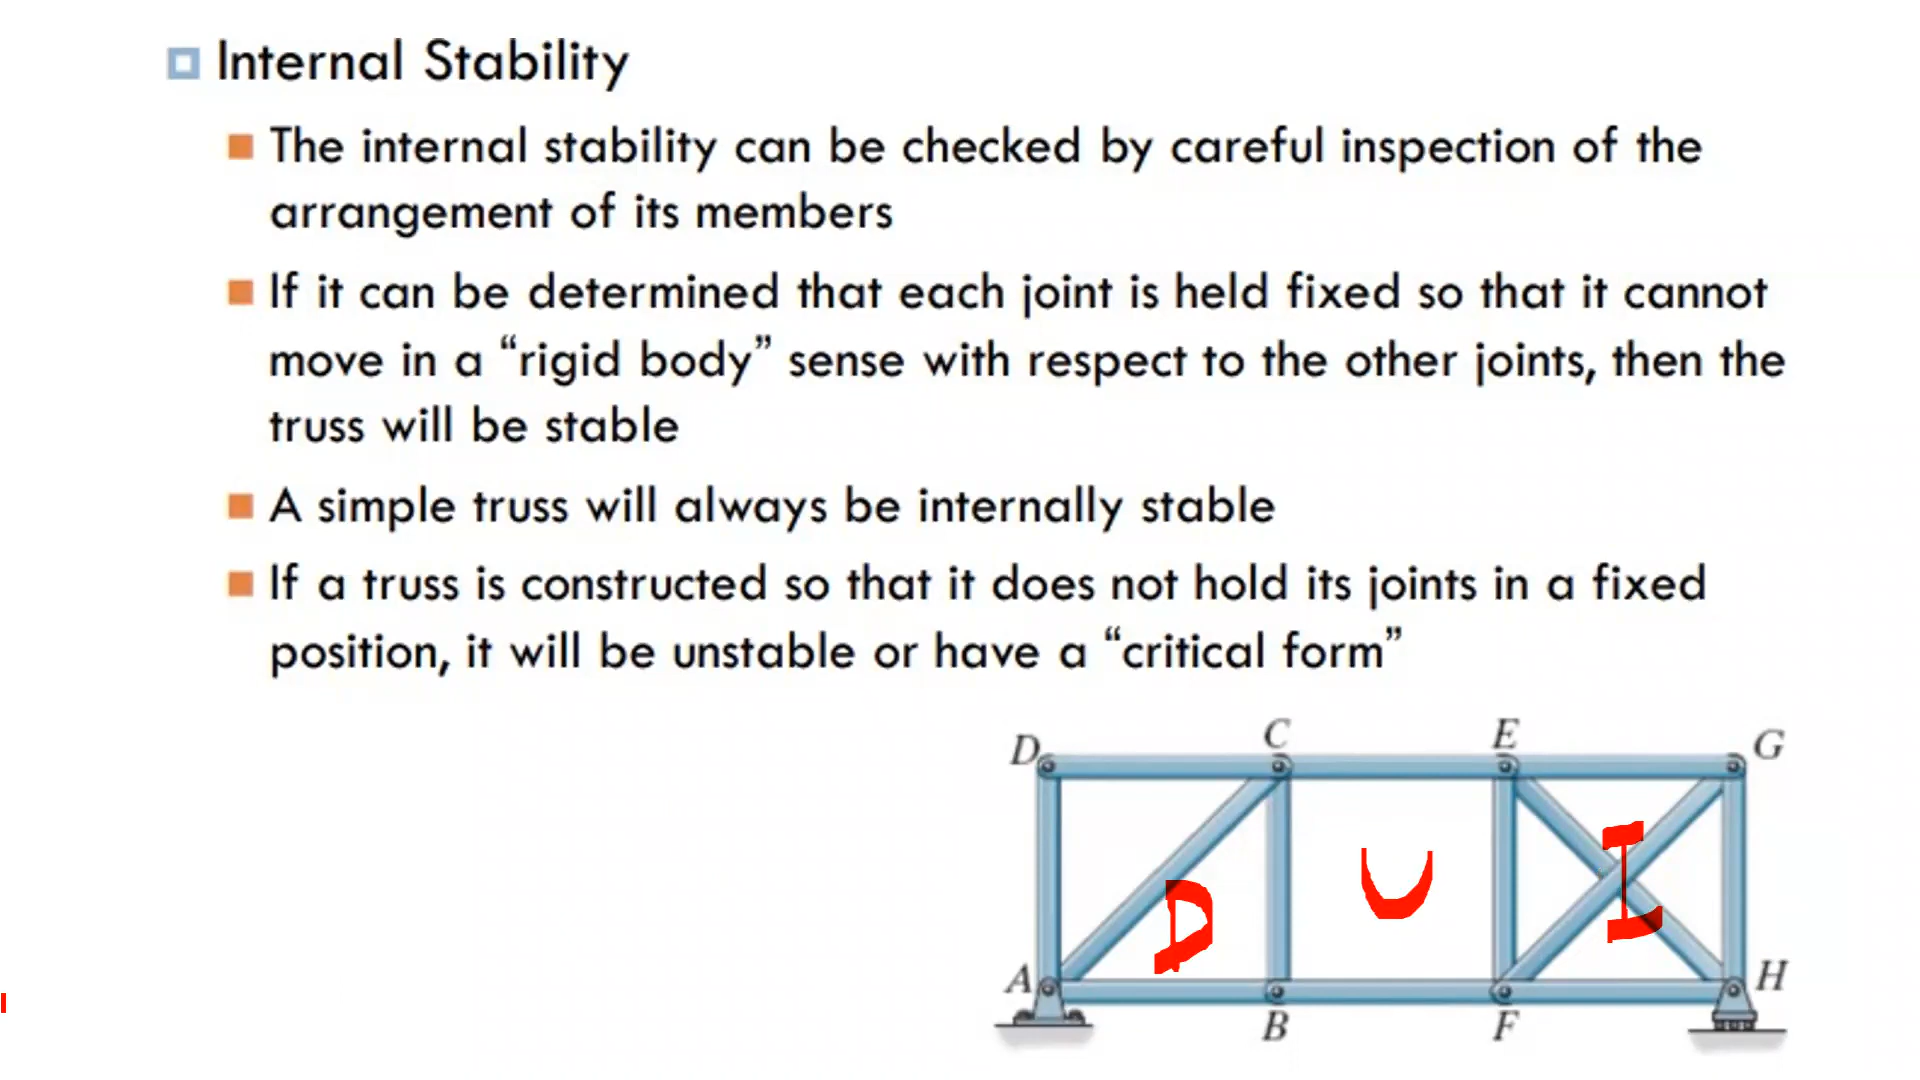 Internal Stability
The internal stability can be checked by careful inspection of the
arrangement of its members
If it can be determined that each joint is held fixed so that it cannot
move in a “rigid body” sense with respect to the other joints, then the
truss will be stable
A simple truss will always be internally stable
If a truss is constructed so that it does not hold its joints in a fixed
position, it will be unstable or have a “critical form”
D C E G
D U I
A B F H